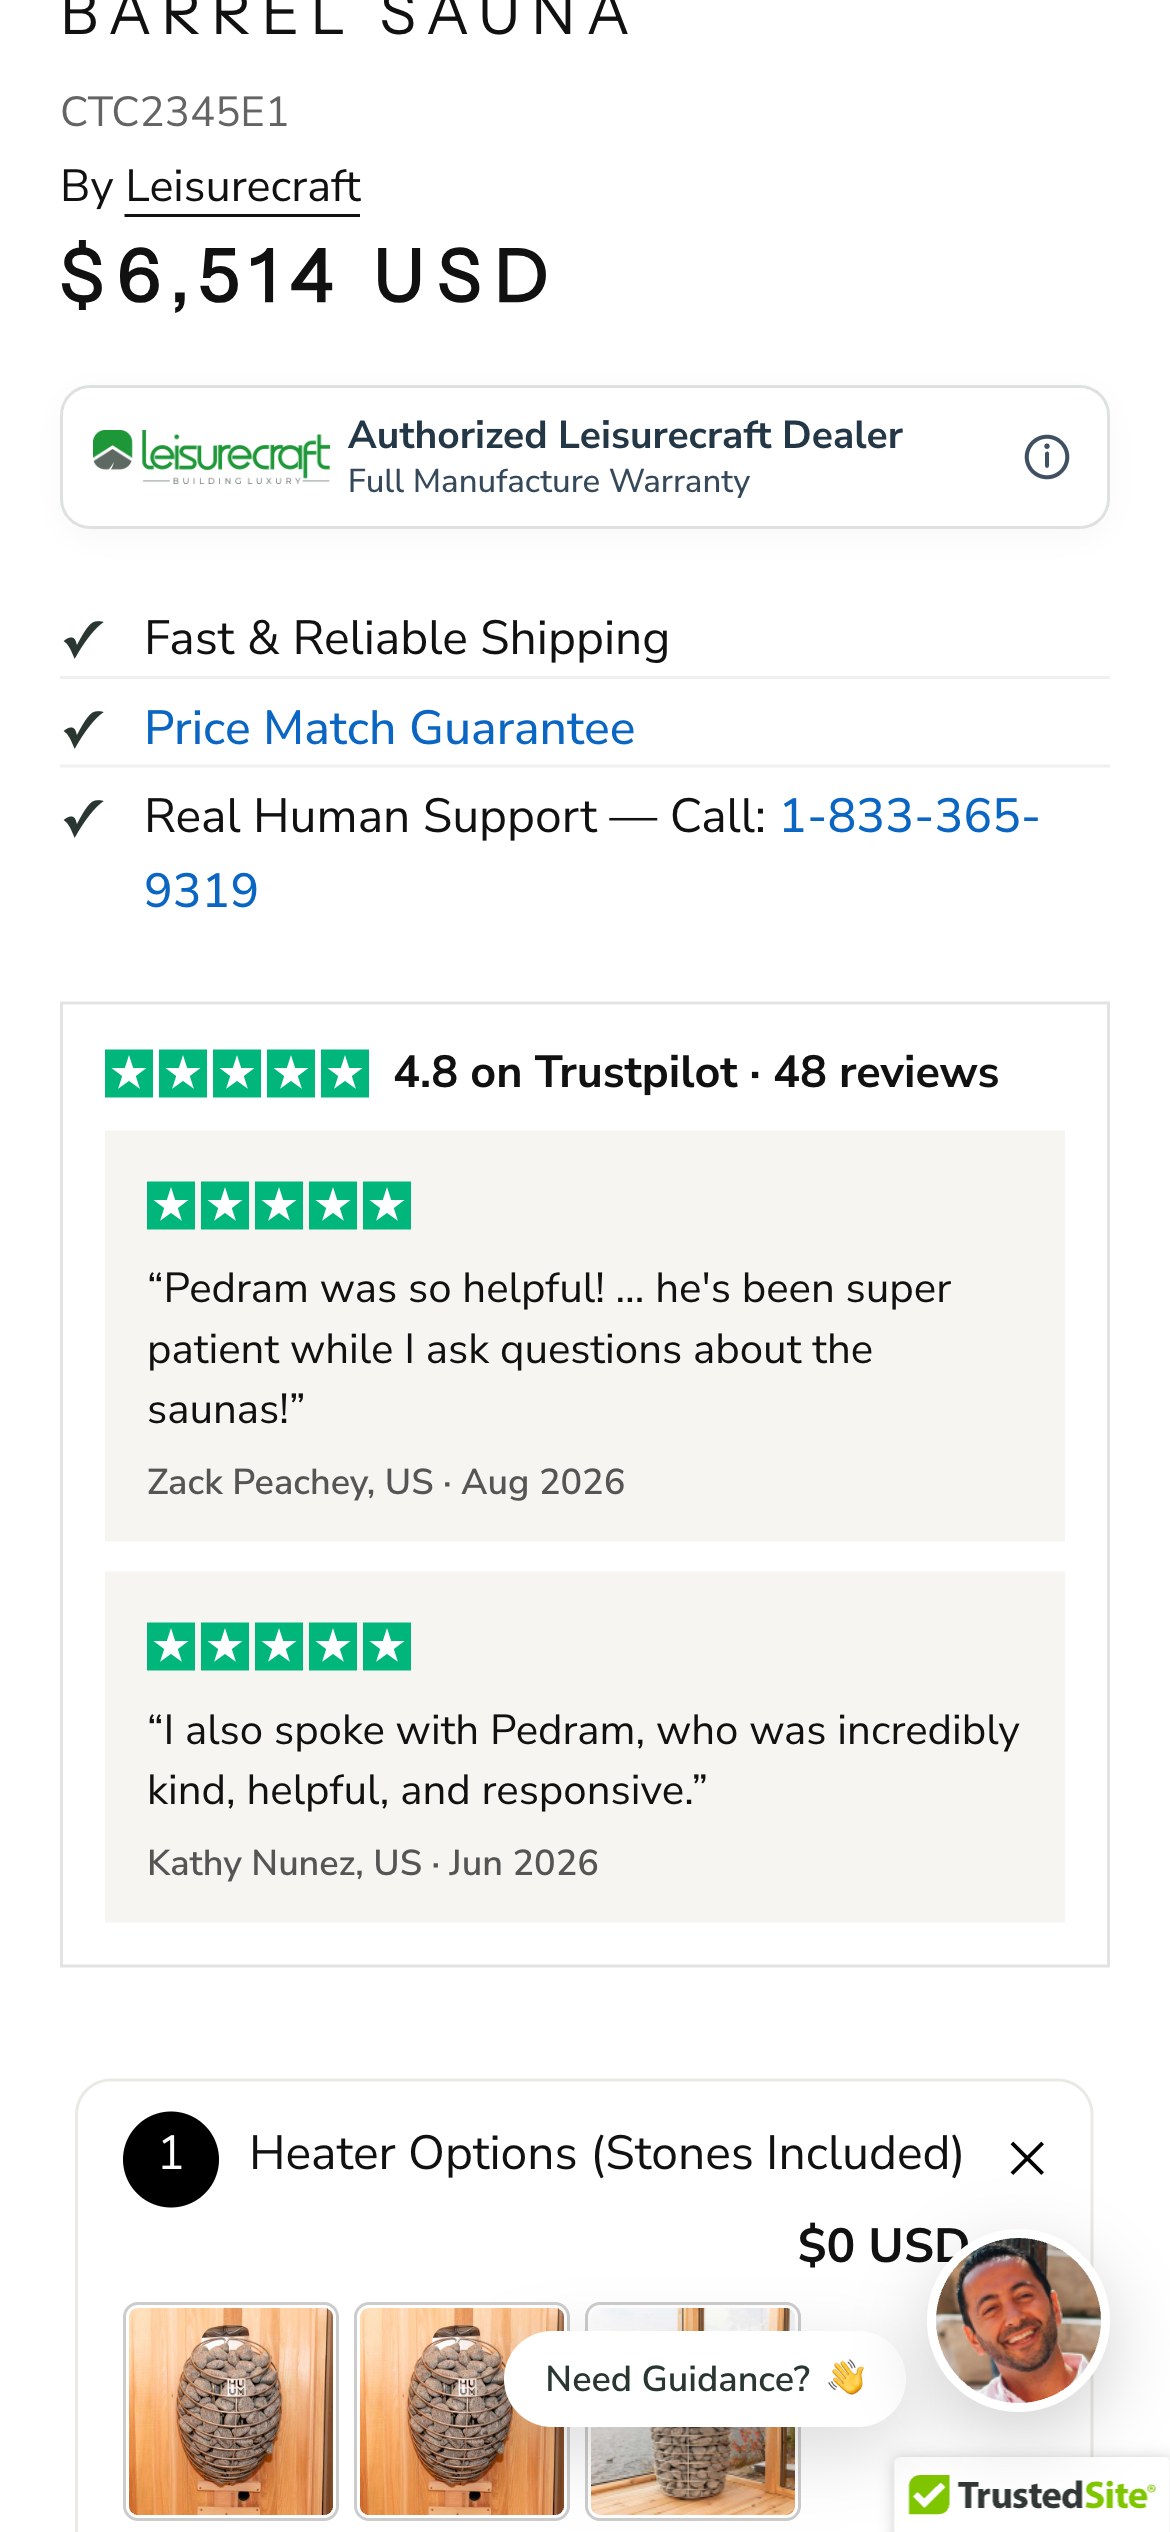 BARREL SAUNA
CTC2345E1
By Leisurecraft
$6,514 USD
leisurecraft
BUILDING LUXURY
Authorized Leisurecraft Dealer
Full Manufacture Warranty
Fast & Reliable Shipping
Price Match Guarantee
Real Human Support — Call: 1-833-365-
9319
4.8 on Trustpilot · 48 reviews
“Pedram was so helpful! ... he's been super
patient while I ask questions about the
saunas!”
Zack Peachey, US · Aug 2026
“I also spoke with Pedram, who was incredibly
kind, helpful, and responsive.”
Kathy Nunez, US · Jun 2026
1 Heater Options (Stones Included)
$0 USD
HUUM
HUUM
Need Guidance? 👋
TrustedSite®